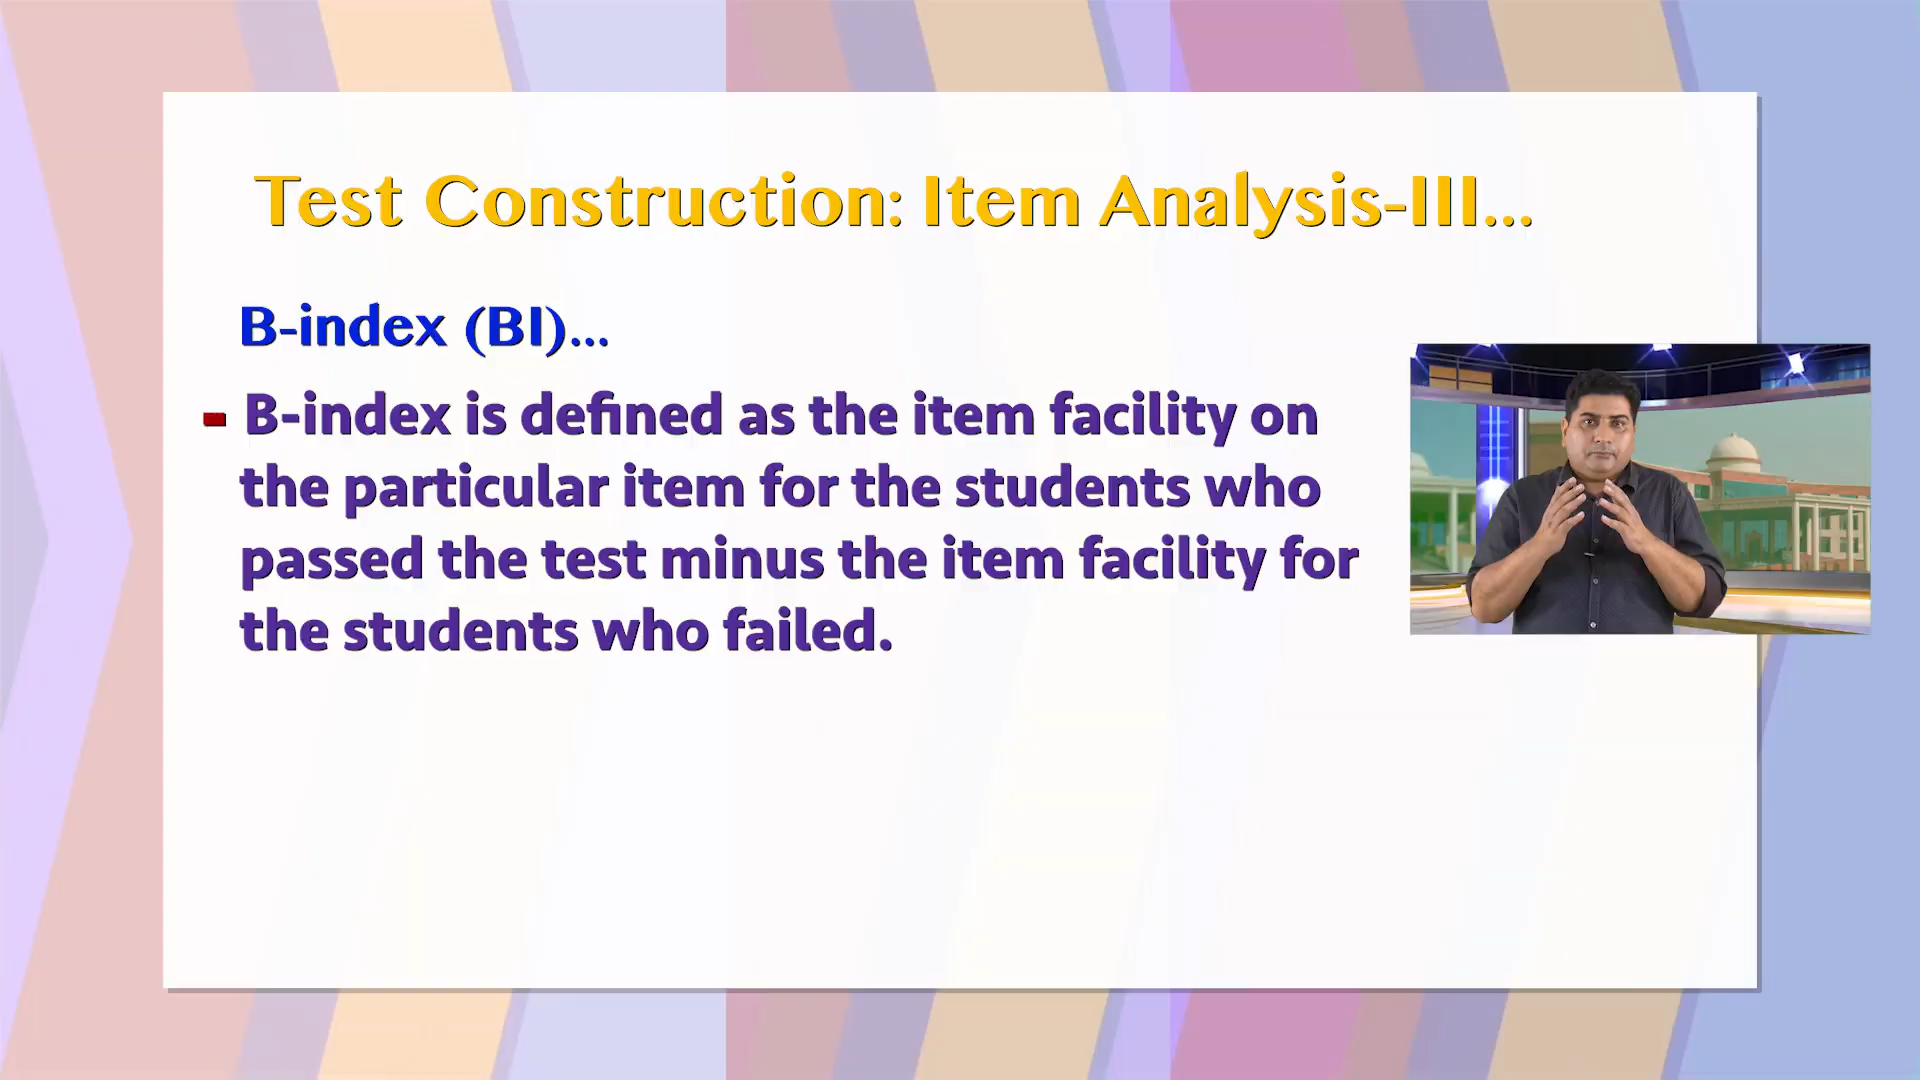 Test Construction: Item Analysis-III...
B-index (BI)...
- B-index is defined as the item facility on
the particular item for the students who
passed the test minus the item facility for
the students who failed.